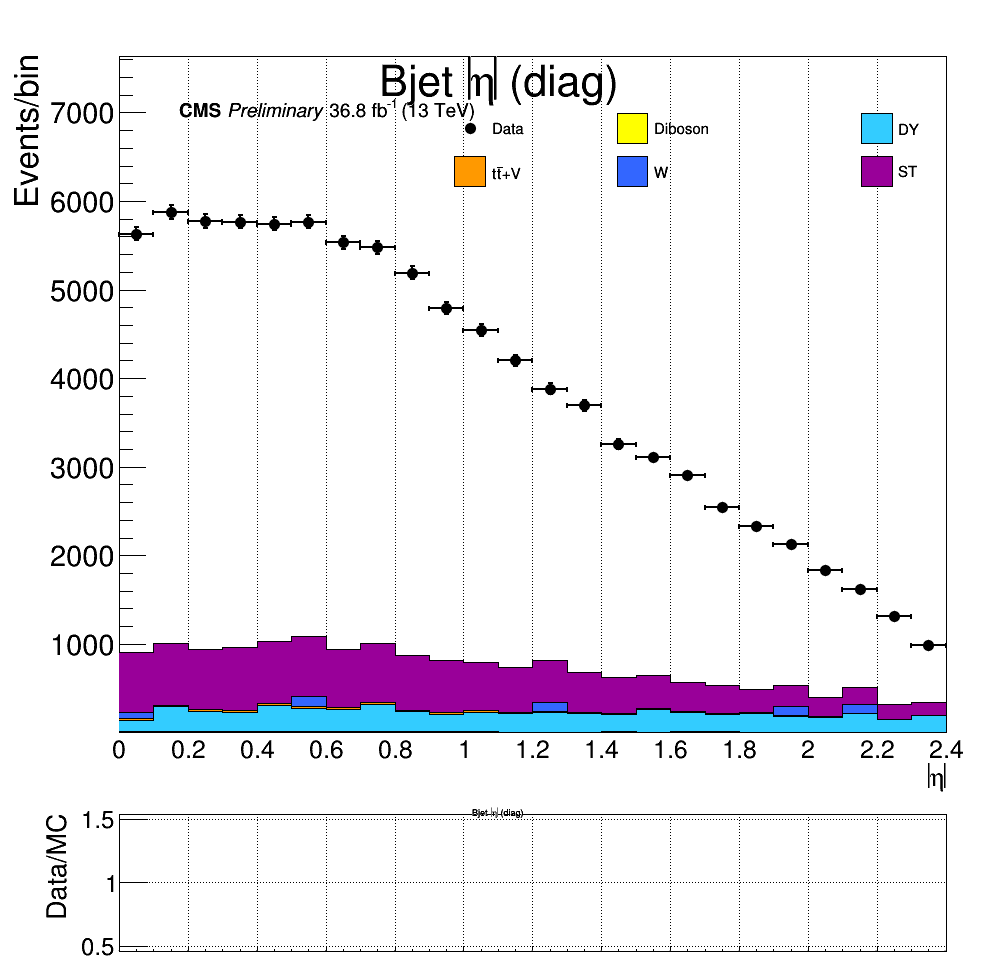 Bjet |η| (diag)
CMS Preliminary 36.8 fb⁻¹ (13 TeV)
Events/bin
Data
Diboson
DY
tt̄+V
W
ST
7000
6000
5000
4000
3000
2000
1000
0 0.2 0.4 0.6 0.8 1 1.2 1.4 1.6 1.8 2 2.2 2.4
|η|
Bjet |η| (diag)
Data/MC
1.5
1
0.5